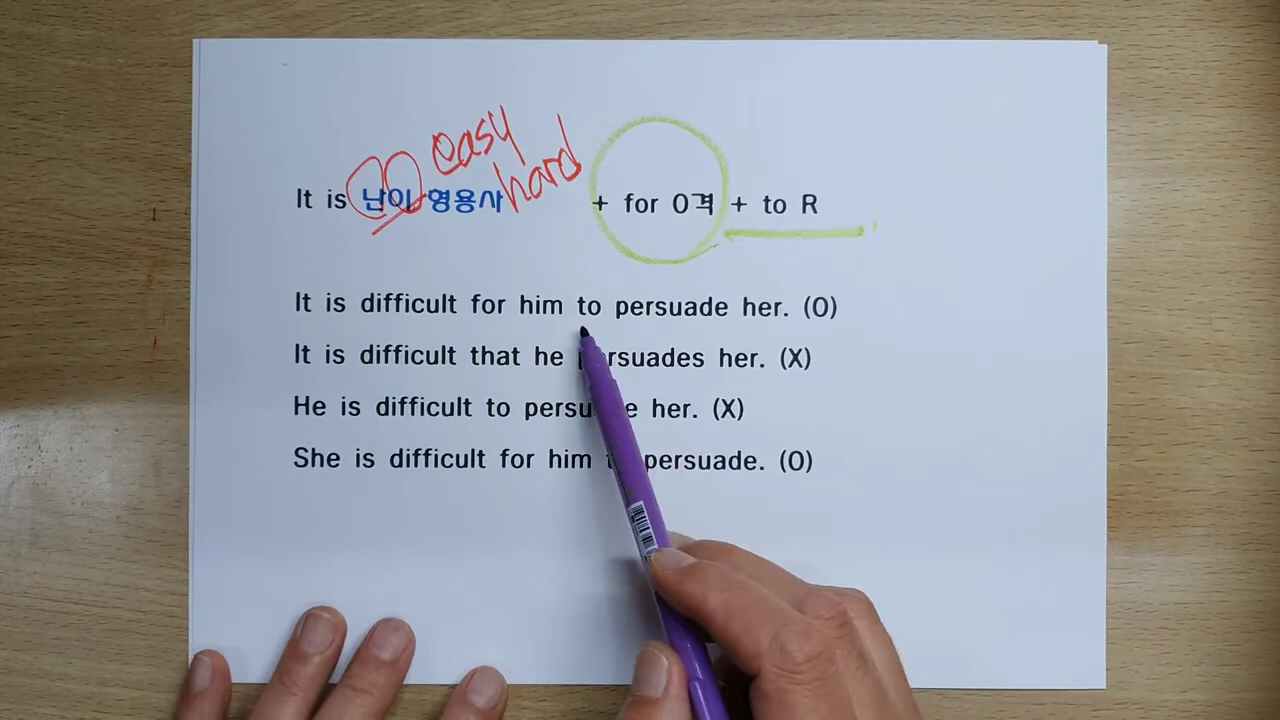 easy
hard
It is 난이 형용사 + for O격 + to R
It is difficult for him to persuade her. (O)
It is difficult that he persuades her. (X)
He is difficult to persuade her. (X)
She is difficult for him to persuade. (O)